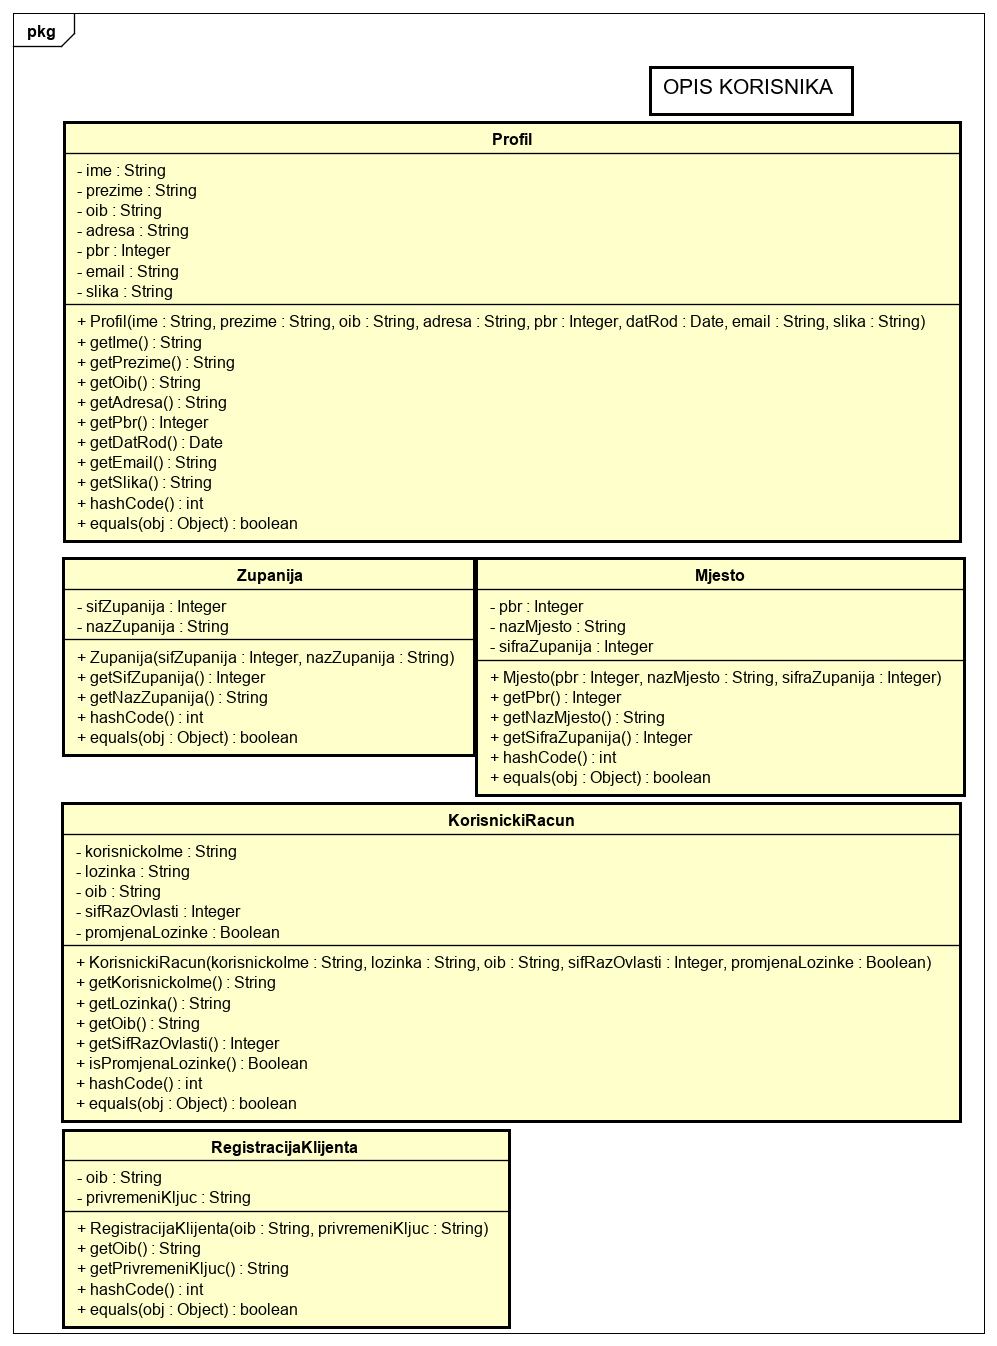 pkg
OPIS KORISNIKA
Profil
- ime : String
- prezime : String
- oib : String
- adresa : String
- pbr : Integer
- email : String
- slika : String
+ Profil(ime : String, prezime : String, oib : String, adresa : String, pbr : Integer, datRod : Date, email : String, slika : String)
+ getIme() : String
+ getPrezime() : String
+ getOib() : String
+ getAdresa() : String
+ getPbr() : Integer
+ getDatRod() : Date
+ getEmail() : String
+ getSlika() : String
+ hashCode() : int
+ equals(obj : Object) : boolean
Zupanija
- sifZupanija : Integer
- nazZupanija : String
+ Zupanija(sifZupanija : Integer, nazZupanija : String)
+ getSifZupanija() : Integer
+ getNazZupanija() : String
+ hashCode() : int
+ equals(obj : Object) : boolean
Mjesto
- pbr : Integer
- nazMjesto : String
- sifraZupanija : Integer
+ Mjesto(pbr : Integer, nazMjesto : String, sifraZupanija : Integer)
+ getPbr() : Integer
+ getNazMjesto() : String
+ getSifraZupanija() : Integer
+ hashCode() : int
+ equals(obj : Object) : boolean
KorisnickiRacun
- korisnickoIme : String
- lozinka : String
- oib : String
- sifRazOvlasti : Integer
- promjenaLozinke : Boolean
+ KorisnickiRacun(korisnickoIme : String, lozinka : String, oib : String, sifRazOvlasti : Integer, promjenaLozinke : Boolean)
+ getKorisnickoIme() : String
+ getLozinka() : String
+ getOib() : String
+ getSifRazOvlasti() : Integer
+ isPromjenaLozinke() : Boolean
+ hashCode() : int
+ equals(obj : Object) : boolean
RegistracijaKlijenta
- oib : String
- privremeniKljuc : String
+ RegistracijaKlijenta(oib : String, privremeniKljuc : String)
+ getOib() : String
+ getPrivremeniKljuc() : String
+ hashCode() : int
+ equals(obj : Object) : boolean